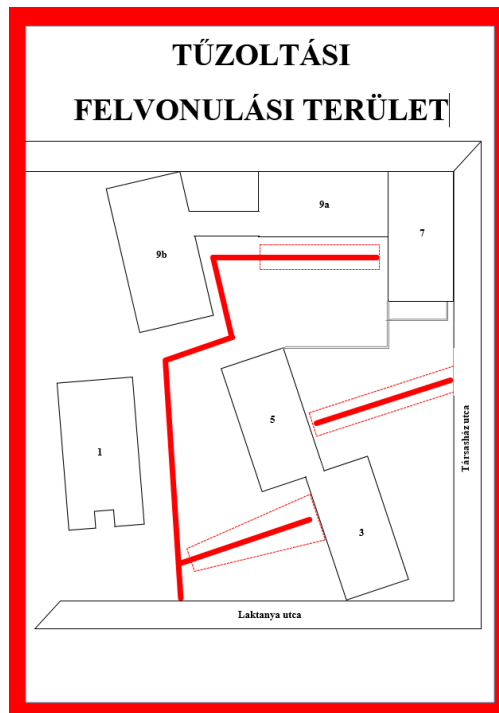 TŰZOLTÁSI
FELVONULÁSI TERÜLET
9a
7
9b
5
1
3
Társasház utca
Laktanya utca